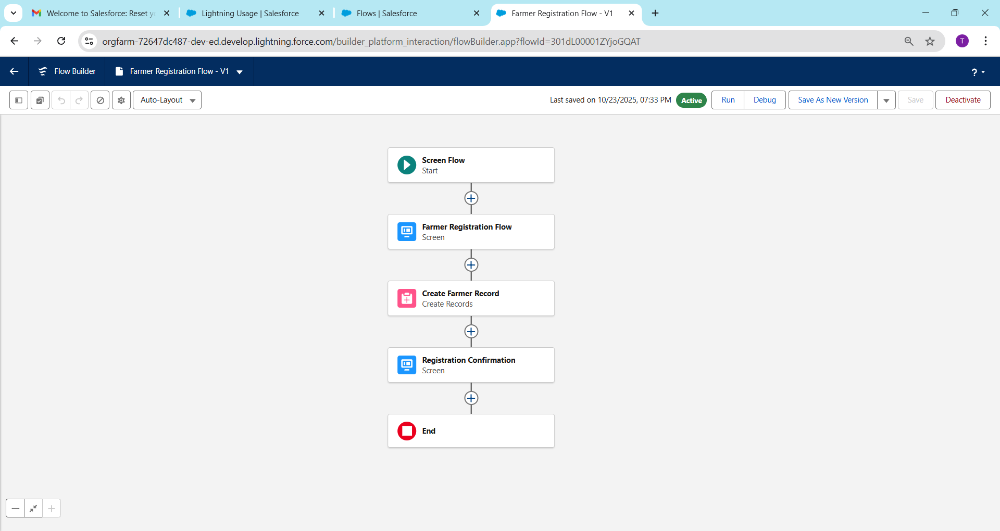 Welcome to Salesforce: Reset yo
Lightning Usage | Salesforce
Flows | Salesforce
Farmer Registration Flow - V1
orgfarm-72647dc487-dev-ed.develop.lightning.force.com/builder_platform_interaction/flowBuilder.app?flowId=301dL00001ZYjoGQAT
T
Flow Builder
Farmer Registration Flow - V1
?
Auto-Layout
Last saved on 10/23/2025, 07:33 PM
Active
Run
Debug
Save As New Version
Save
Deactivate
Screen Flow
Start
Farmer Registration Flow
Screen
Create Farmer Record
Create Records
Registration Confirmation
Screen
End